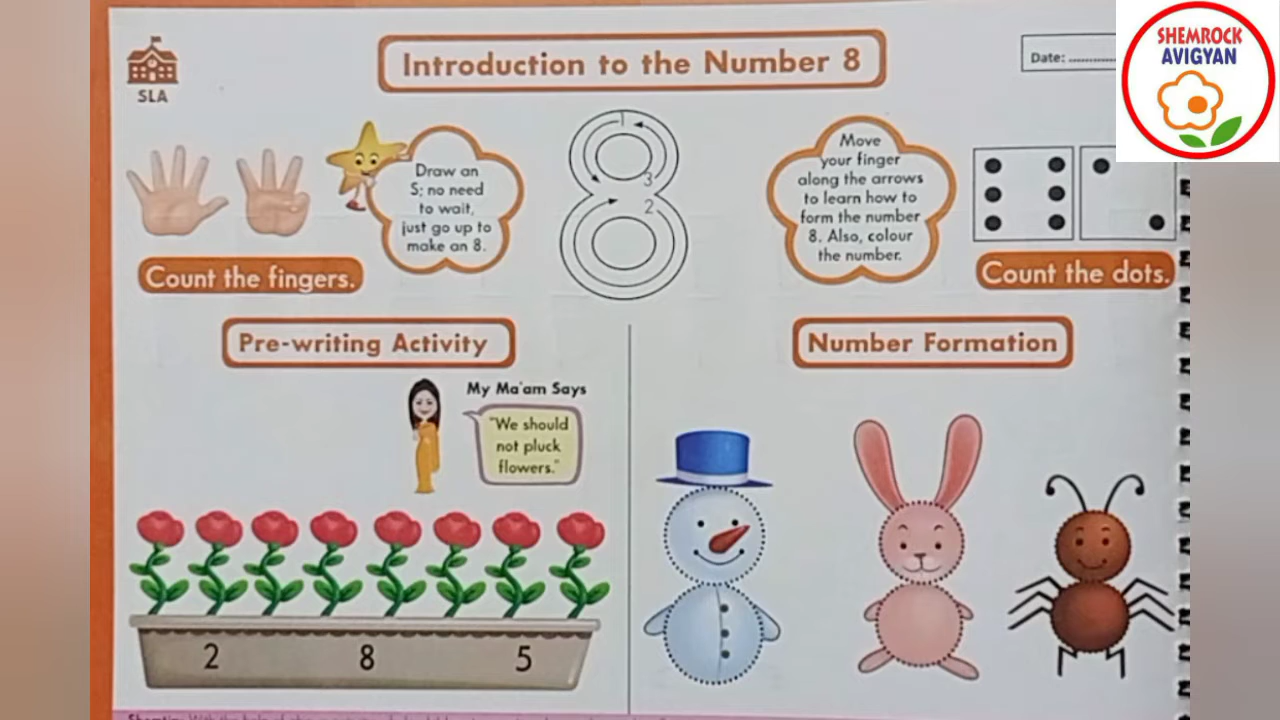 SHEMROCK
AVIGYAN
Introduction to the Number 8
Date: ................
SLA
Draw an
S; no need
to wait,
just go up to
make an 8.
1
3
2
Move
your finger
along the arrows
to learn how to
form the number
8. Also, colour
the number.
Count the fingers.
Count the dots.
Pre-writing Activity
Number Formation
My Ma'am Says
"We should
not pluck
flowers."
2 8 5